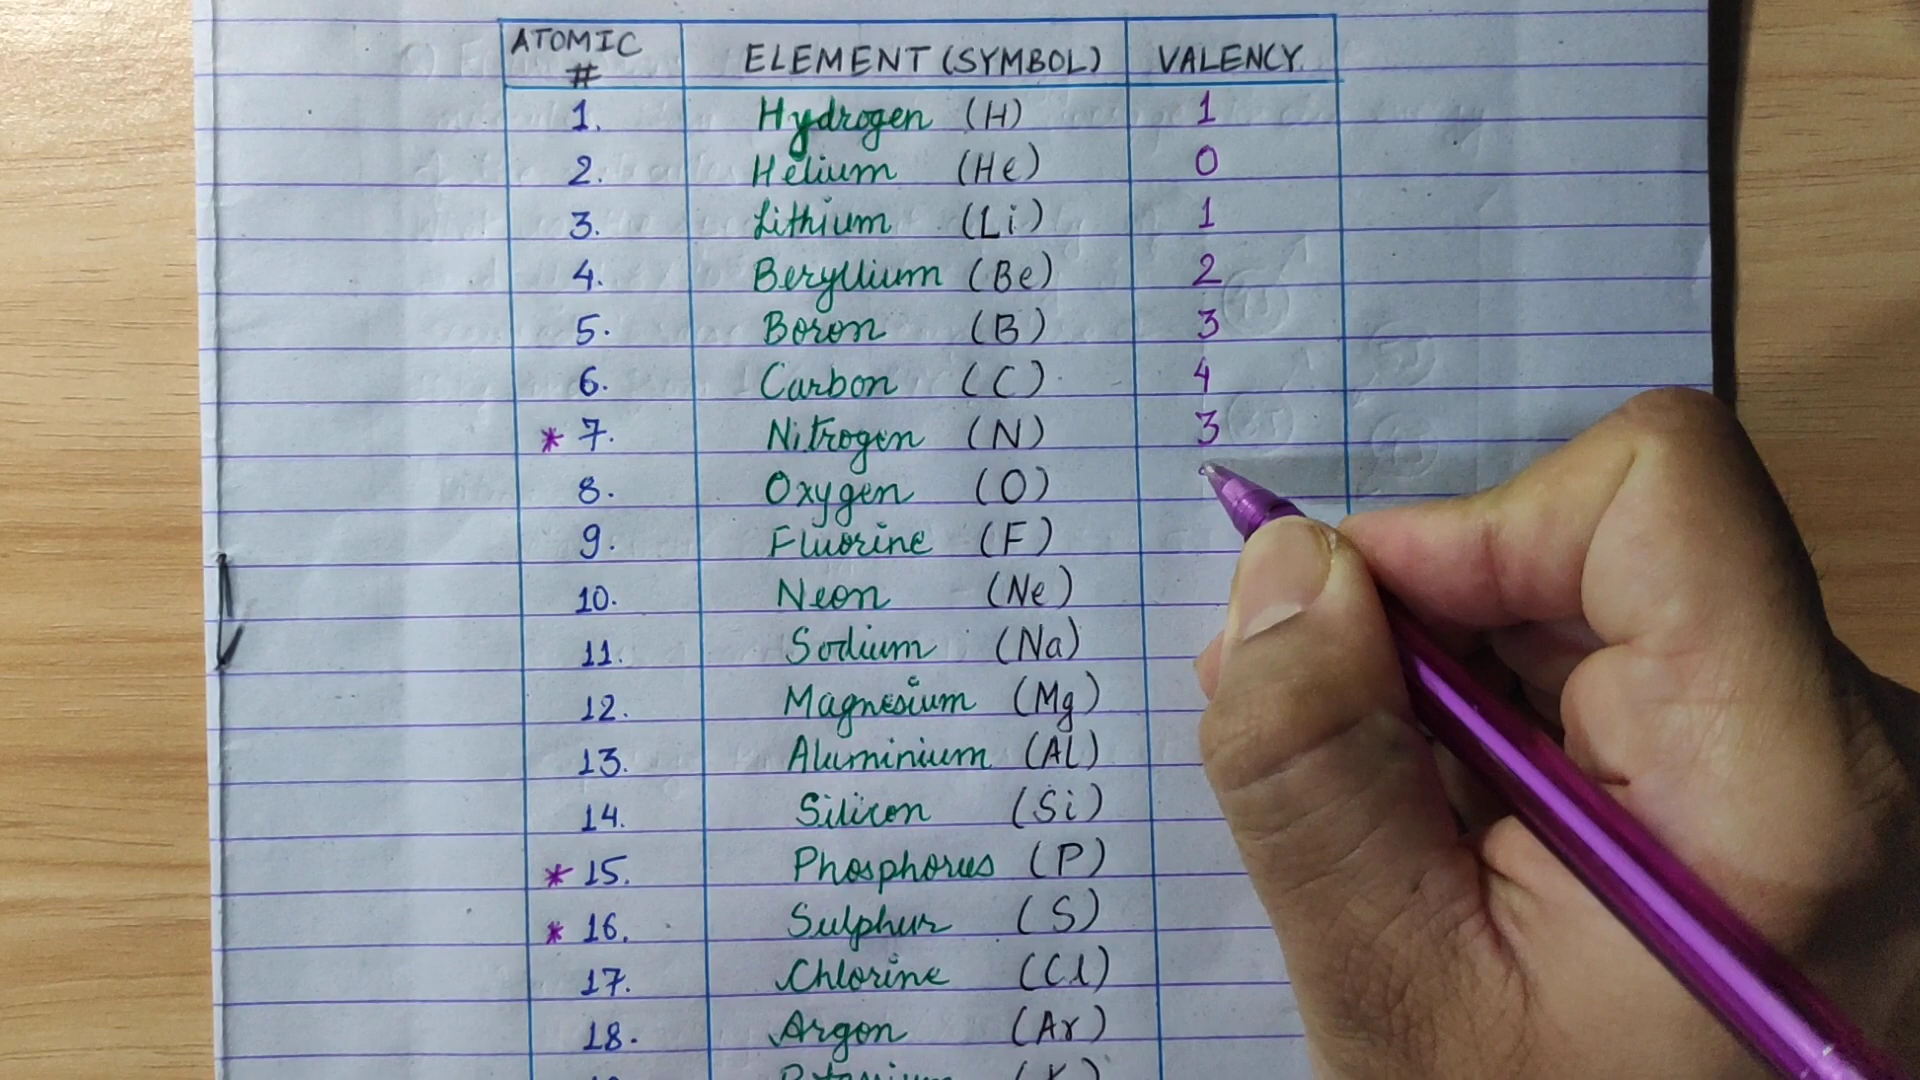 ATOMIC # ELEMENT (SYMBOL) VALENCY
1. Hydrogen (H) 1
2. Helium (He) 0
3. Lithium (Li) 1
4. Beryllium (Be) 2
5. Boron (B) 3
6. Carbon (C) 4
* 7. Nitrogen (N) 3
8. Oxygen (O)
9. Fluorine (F)
10. Neon (Ne)
11. Sodium (Na)
12. Magnesium (Mg)
13. Aluminium (Al)
14. Silicon (Si)
* 15. Phosphorus (P)
* 16. Sulphur (S)
17. Chlorine (Cl)
18. Argon (Ar)